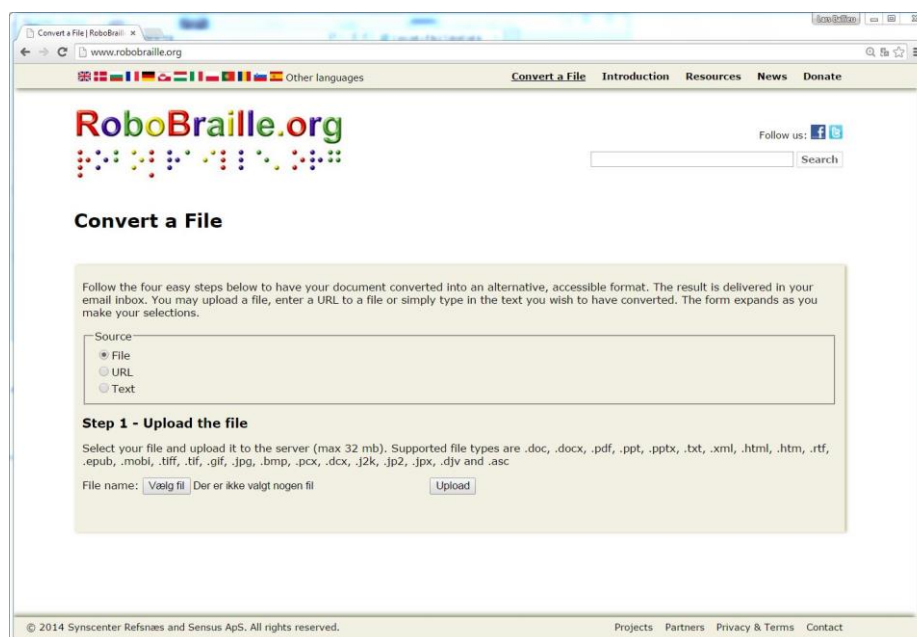 Convert a File | RoboBrail
www.robobraille.org
Other languages
Convert a File Introduction Resources News Donate
RoboBraille.org
Follow us:
Search
Convert a File
Follow the four easy steps below to have your document converted into an alternative, accessible format. The result is delivered in your
email inbox. You may upload a file, enter a URL to a file or simply type in the text you wish to have converted. The form expands as you
make your selections.
Source
File
URL
Text
Step 1 - Upload the file
Select your file and upload it to the server (max 32 mb). Supported file types are .doc, .docx, .pdf, .ppt, .pptx, .txt, .xml, .html, .htm, .rtf,
.epub, .mobi, .tiff, .tif, .gif, .jpg, .bmp, .pcx, .dcx, .j2k, .jp2, .jpx, .djv and .asc
File name: Vælg fil Der er ikke valgt nogen fil Upload
© 2014 Synscenter Refsnæs and Sensus ApS. All rights reserved.
Projects Partners Privacy & Terms Contact